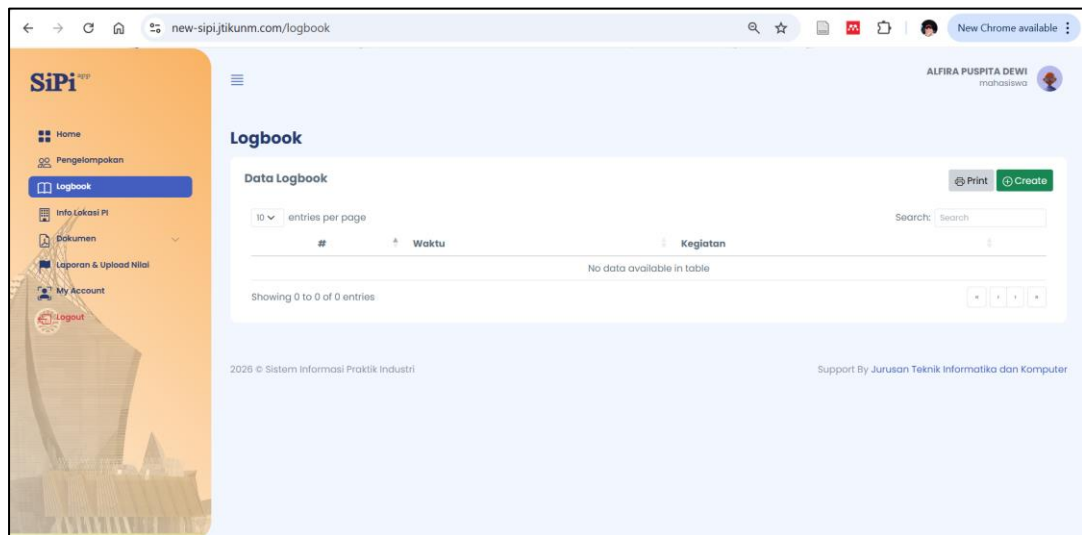 new-sipi.jtikunm.com/logbook
New Chrome available
SiPi app
ALFIRA PUSPITA DEWI
mahasiswa
Home
Pengelompokan
Logbook
Info Lokasi PI
Dokumen
Laporan & Upload Nilai
My Account
Logout
Logbook
Data Logbook
Print
Create
10 entries per page
Search: Search
# Waktu Kegiatan
No data available in table
Showing 0 to 0 of 0 entries
« ‹ › »
2026 © Sistem Informasi Praktik Industri
Support By Jurusan Teknik Informatika dan Komputer